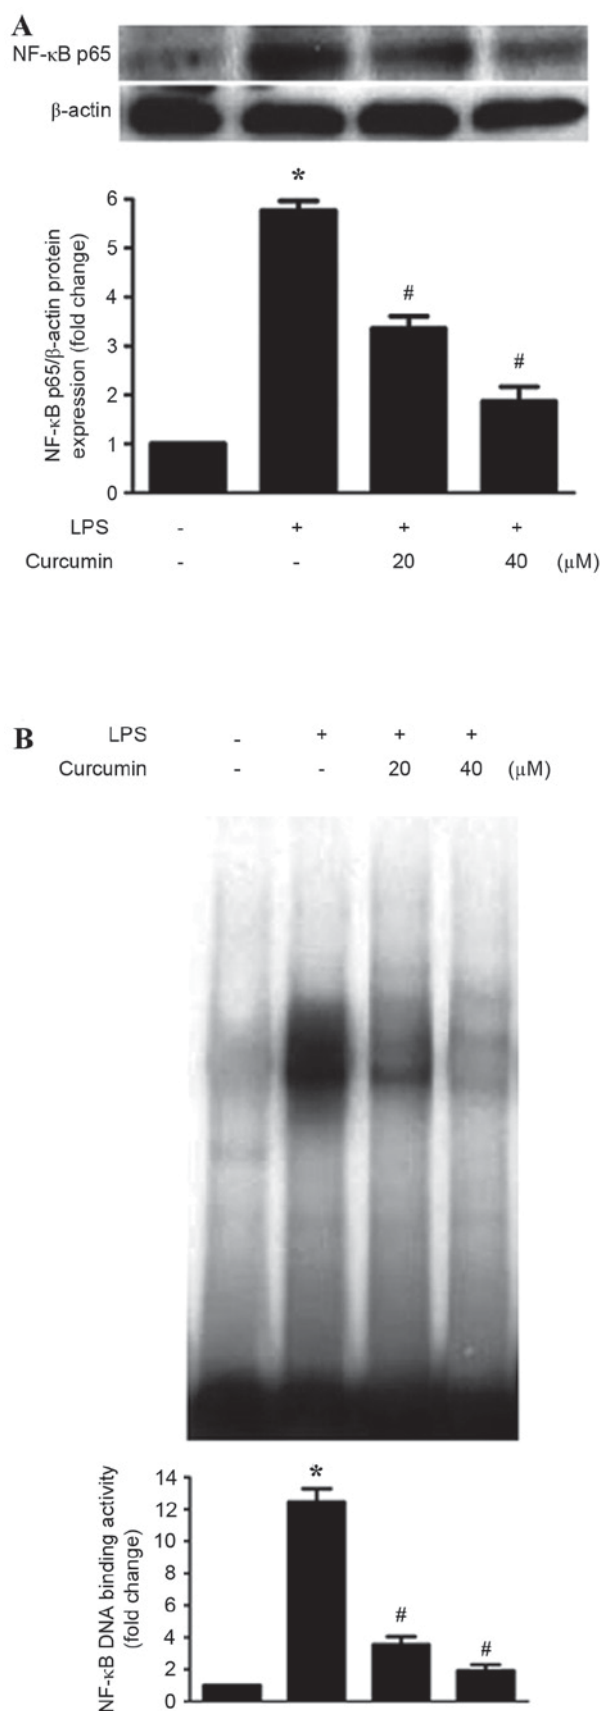 A
NF-κB p65
β-actin
*
#
#
6
5
4
3
2
1
0
NF-κB p65/β-actin protein
expression (fold change)
LPS - + + +
Curcumin - - 20 40 (μM)
B
LPS - + + +
Curcumin - - 20 40 (μM)
*
#
#
14
12
10
8
6
4
2
0
NF-κB DNA binding activity
(fold change)